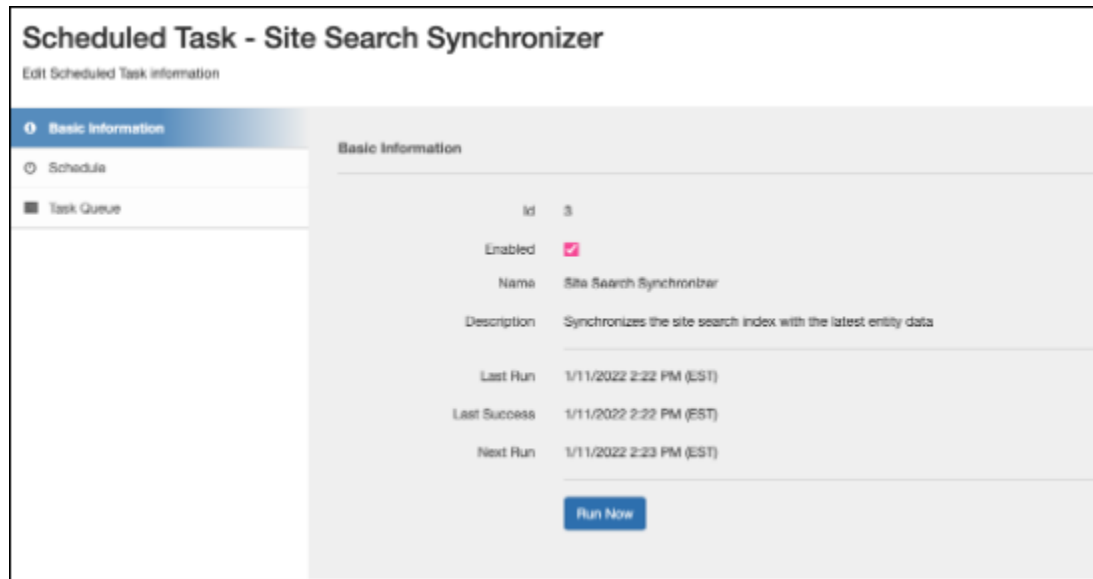 Scheduled Task - Site Search Synchronizer
Edit Scheduled Task information
Basic Information
Schedule
Task Queue
Basic Information
Id 3
Enabled
Name Site Search Synchronizer
Description Synchronizes the site search index with the latest entity data
Last Run 1/11/2022 2:22 PM (EST)
Last Success 1/11/2022 2:22 PM (EST)
Next Run 1/11/2022 2:23 PM (EST)
Run Now